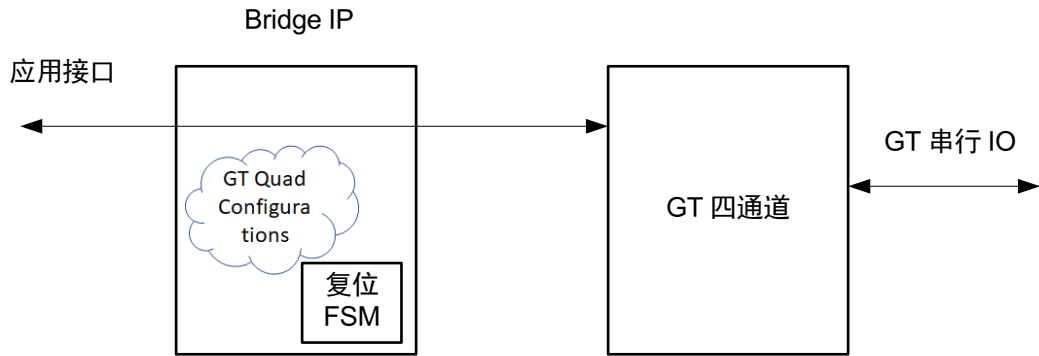 Bridge IP
应用接口
GT Quad
Configura
tions
复位
FSM
GT 四通道
GT 串行 IO